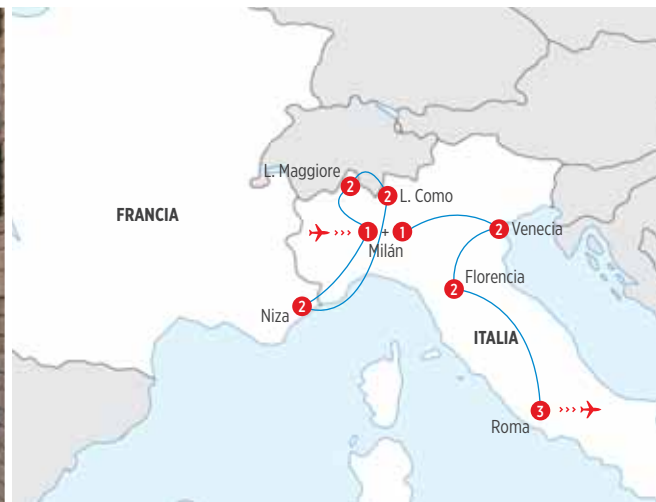 L. Maggiore
2
2
L. Como
FRANCIA
1
+
1
Milán
2
Venecia
2
Florencia
Niza
2
ITALIA
3
Roma